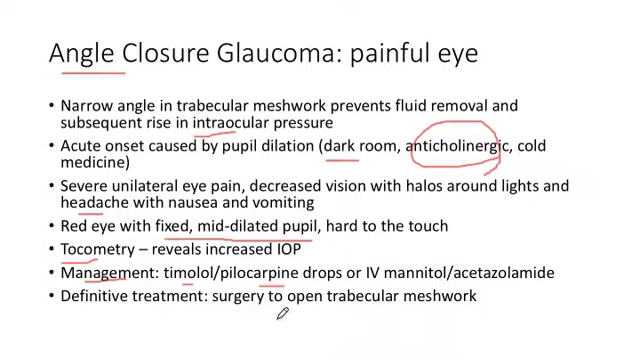 Angle Closure Glaucoma: painful eye
• Narrow angle in trabecular meshwork prevents fluid removal and
subsequent rise in intraocular pressure
• Acute onset caused by pupil dilation (dark room, anticholinergic, cold
medicine)
• Severe unilateral eye pain, decreased vision with halos around lights and
headache with nausea and vomiting
• Red eye with fixed, mid-dilated pupil, hard to the touch
• Tocometry – reveals increased IOP
• Management: timolol/pilocarpine drops or IV mannitol/acetazolamide
• Definitive treatment: surgery to open trabecular meshwork